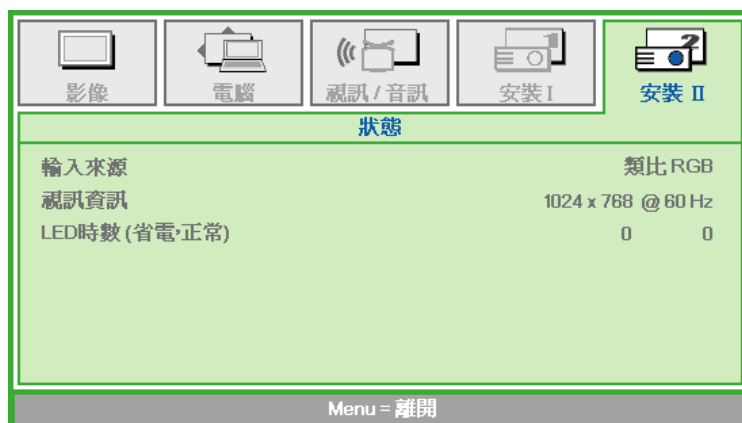 影像 電腦 視訊 / 音訊 安裝 I 安裝 II
狀態
輸入來源 類比 RGB
視訊資訊 1024 x 768 @ 60 Hz
LED時數 (省電,正常) 0 0
Menu = 離開